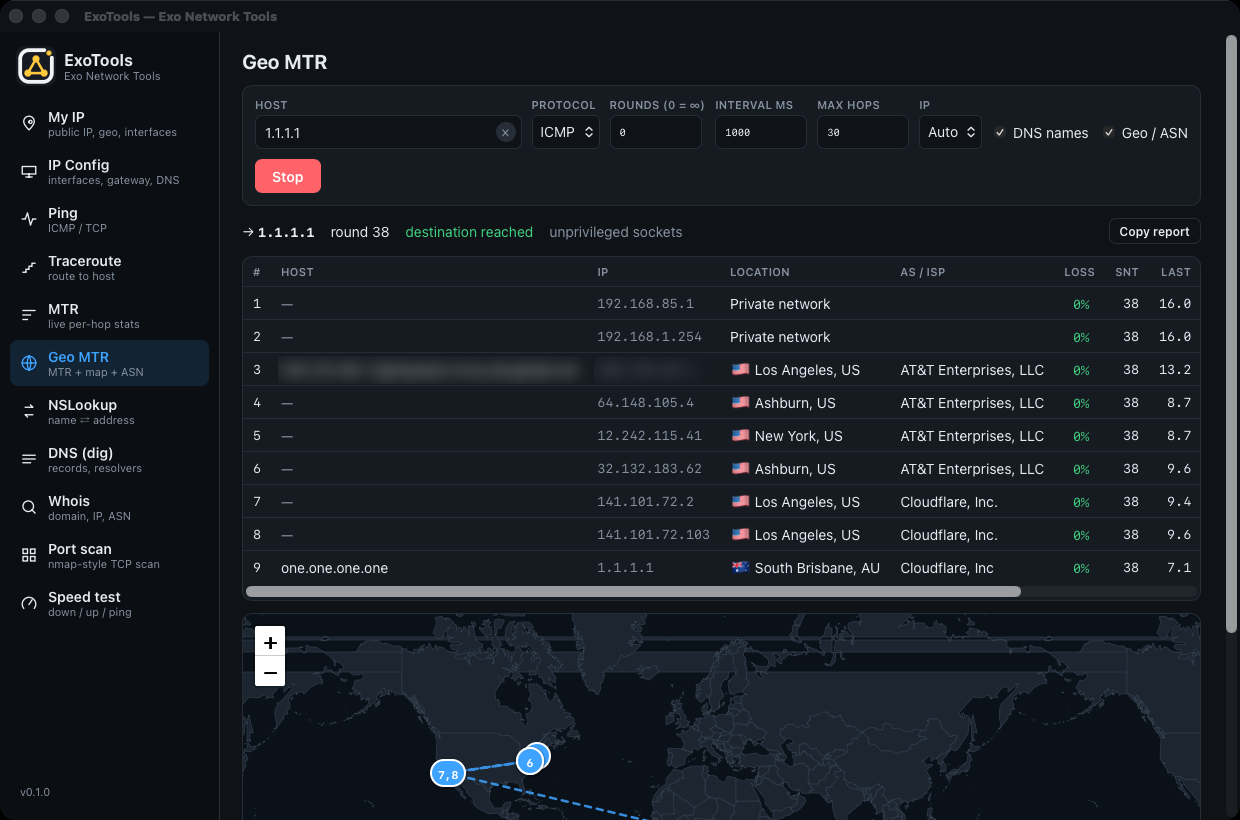 ExoTools — Exo Network Tools
ExoTools
Exo Network Tools
My IP
public IP, geo, interfaces
IP Config
interfaces, gateway, DNS
Ping
ICMP / TCP
Traceroute
route to host
MTR
live per-hop stats
Geo MTR
MTR + map + ASN
NSLookup
name ⇄ address
DNS (dig)
records, resolvers
Whois
domain, IP, ASN
Port scan
nmap-style TCP scan
Speed test
down / up / ping
v0.1.0
Geo MTR
HOST PROTOCOL ROUNDS (0 = ∞) INTERVAL MS MAX HOPS IP
1.1.1.1 ICMP 0 1000 30 Auto DNS names Geo / ASN
Stop
→ 1.1.1.1 round 38 destination reached unprivileged sockets Copy report
# HOST IP LOCATION AS / ISP LOSS SNT LAST
1 — 192.168.85.1 Private network 0% 38 16.0
2 — 192.168.1.254 Private network 0% 38 16.0
3 Los Angeles, US AT&T Enterprises, LLC 0% 38 13.2
4 — 64.148.105.4 Ashburn, US AT&T Enterprises, LLC 0% 38 8.7
5 — 12.242.115.41 New York, US AT&T Enterprises, LLC 0% 38 8.7
6 — 32.132.183.62 Ashburn, US AT&T Enterprises, LLC 0% 38 9.6
7 — 141.101.72.2 Los Angeles, US Cloudflare, Inc. 0% 38 9.4
8 — 141.101.72.103 Los Angeles, US Cloudflare, Inc. 0% 38 9.6
9 one.one.one.one 1.1.1.1 South Brisbane, AU Cloudflare, Inc 0% 38 7.1
+
−
6
7,8